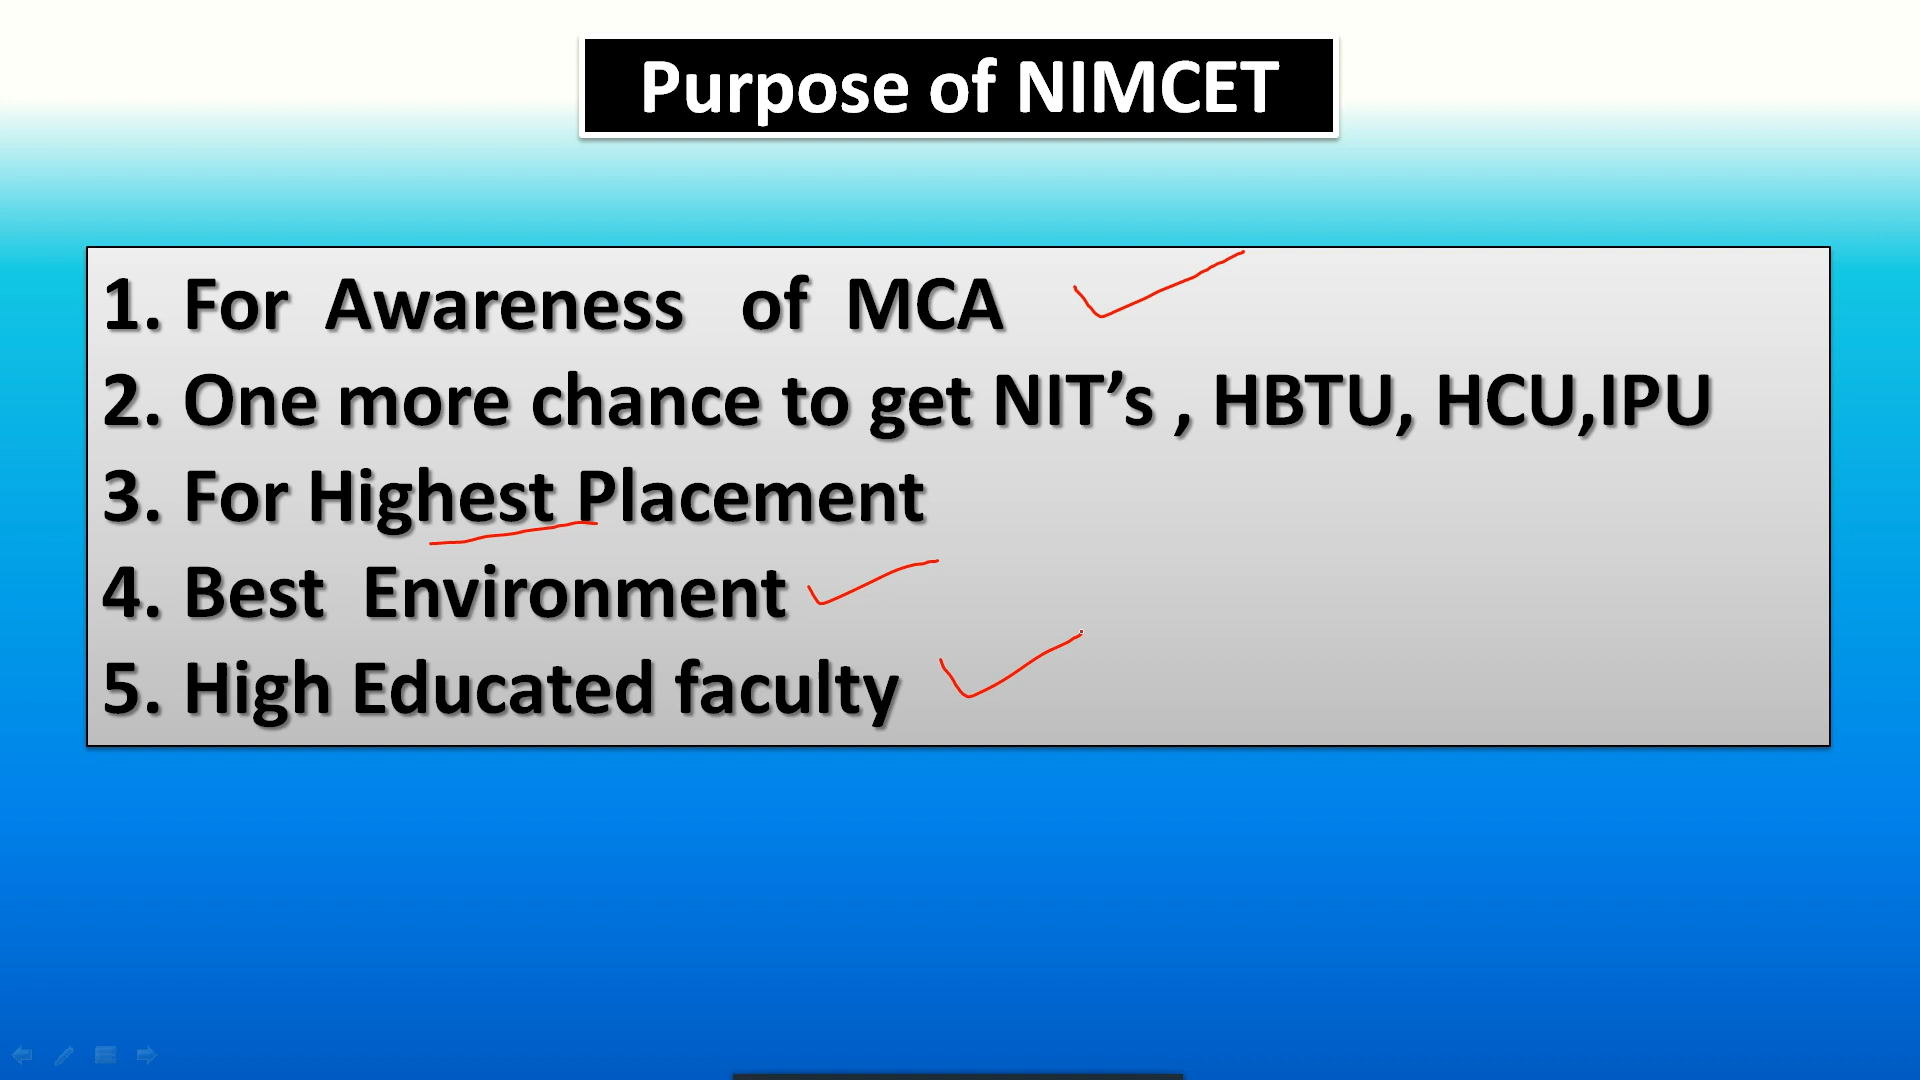 Purpose of NIMCET
1. For Awareness of MCA
2. One more chance to get NIT’s , HBTU, HCU,IPU
3. For Highest Placement
4. Best Environment
5. High Educated faculty